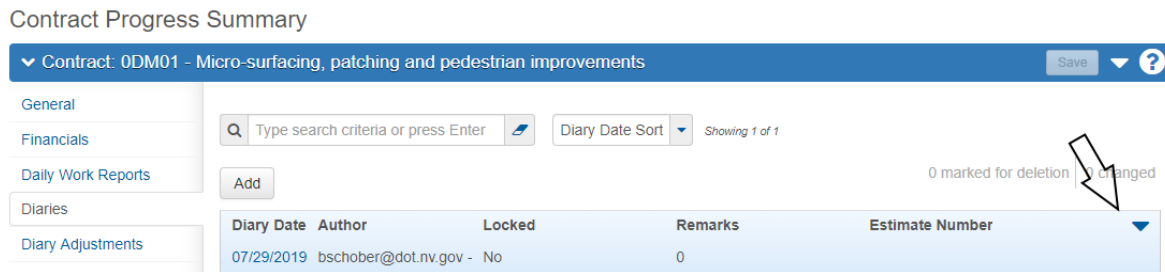 Contract Progress Summary
Contract: 0DM01 - Micro-surfacing, patching and pedestrian improvements Save ?
General
Financials
Daily Work Reports
Diaries
Diary Adjustments
Type search criteria or press Enter Diary Date Sort Showing 1 of 1
Add 0 marked for deletion 0 changed
Diary Date Author Locked Remarks Estimate Number
07/29/2019 bschober@dot.nv.gov - No 0